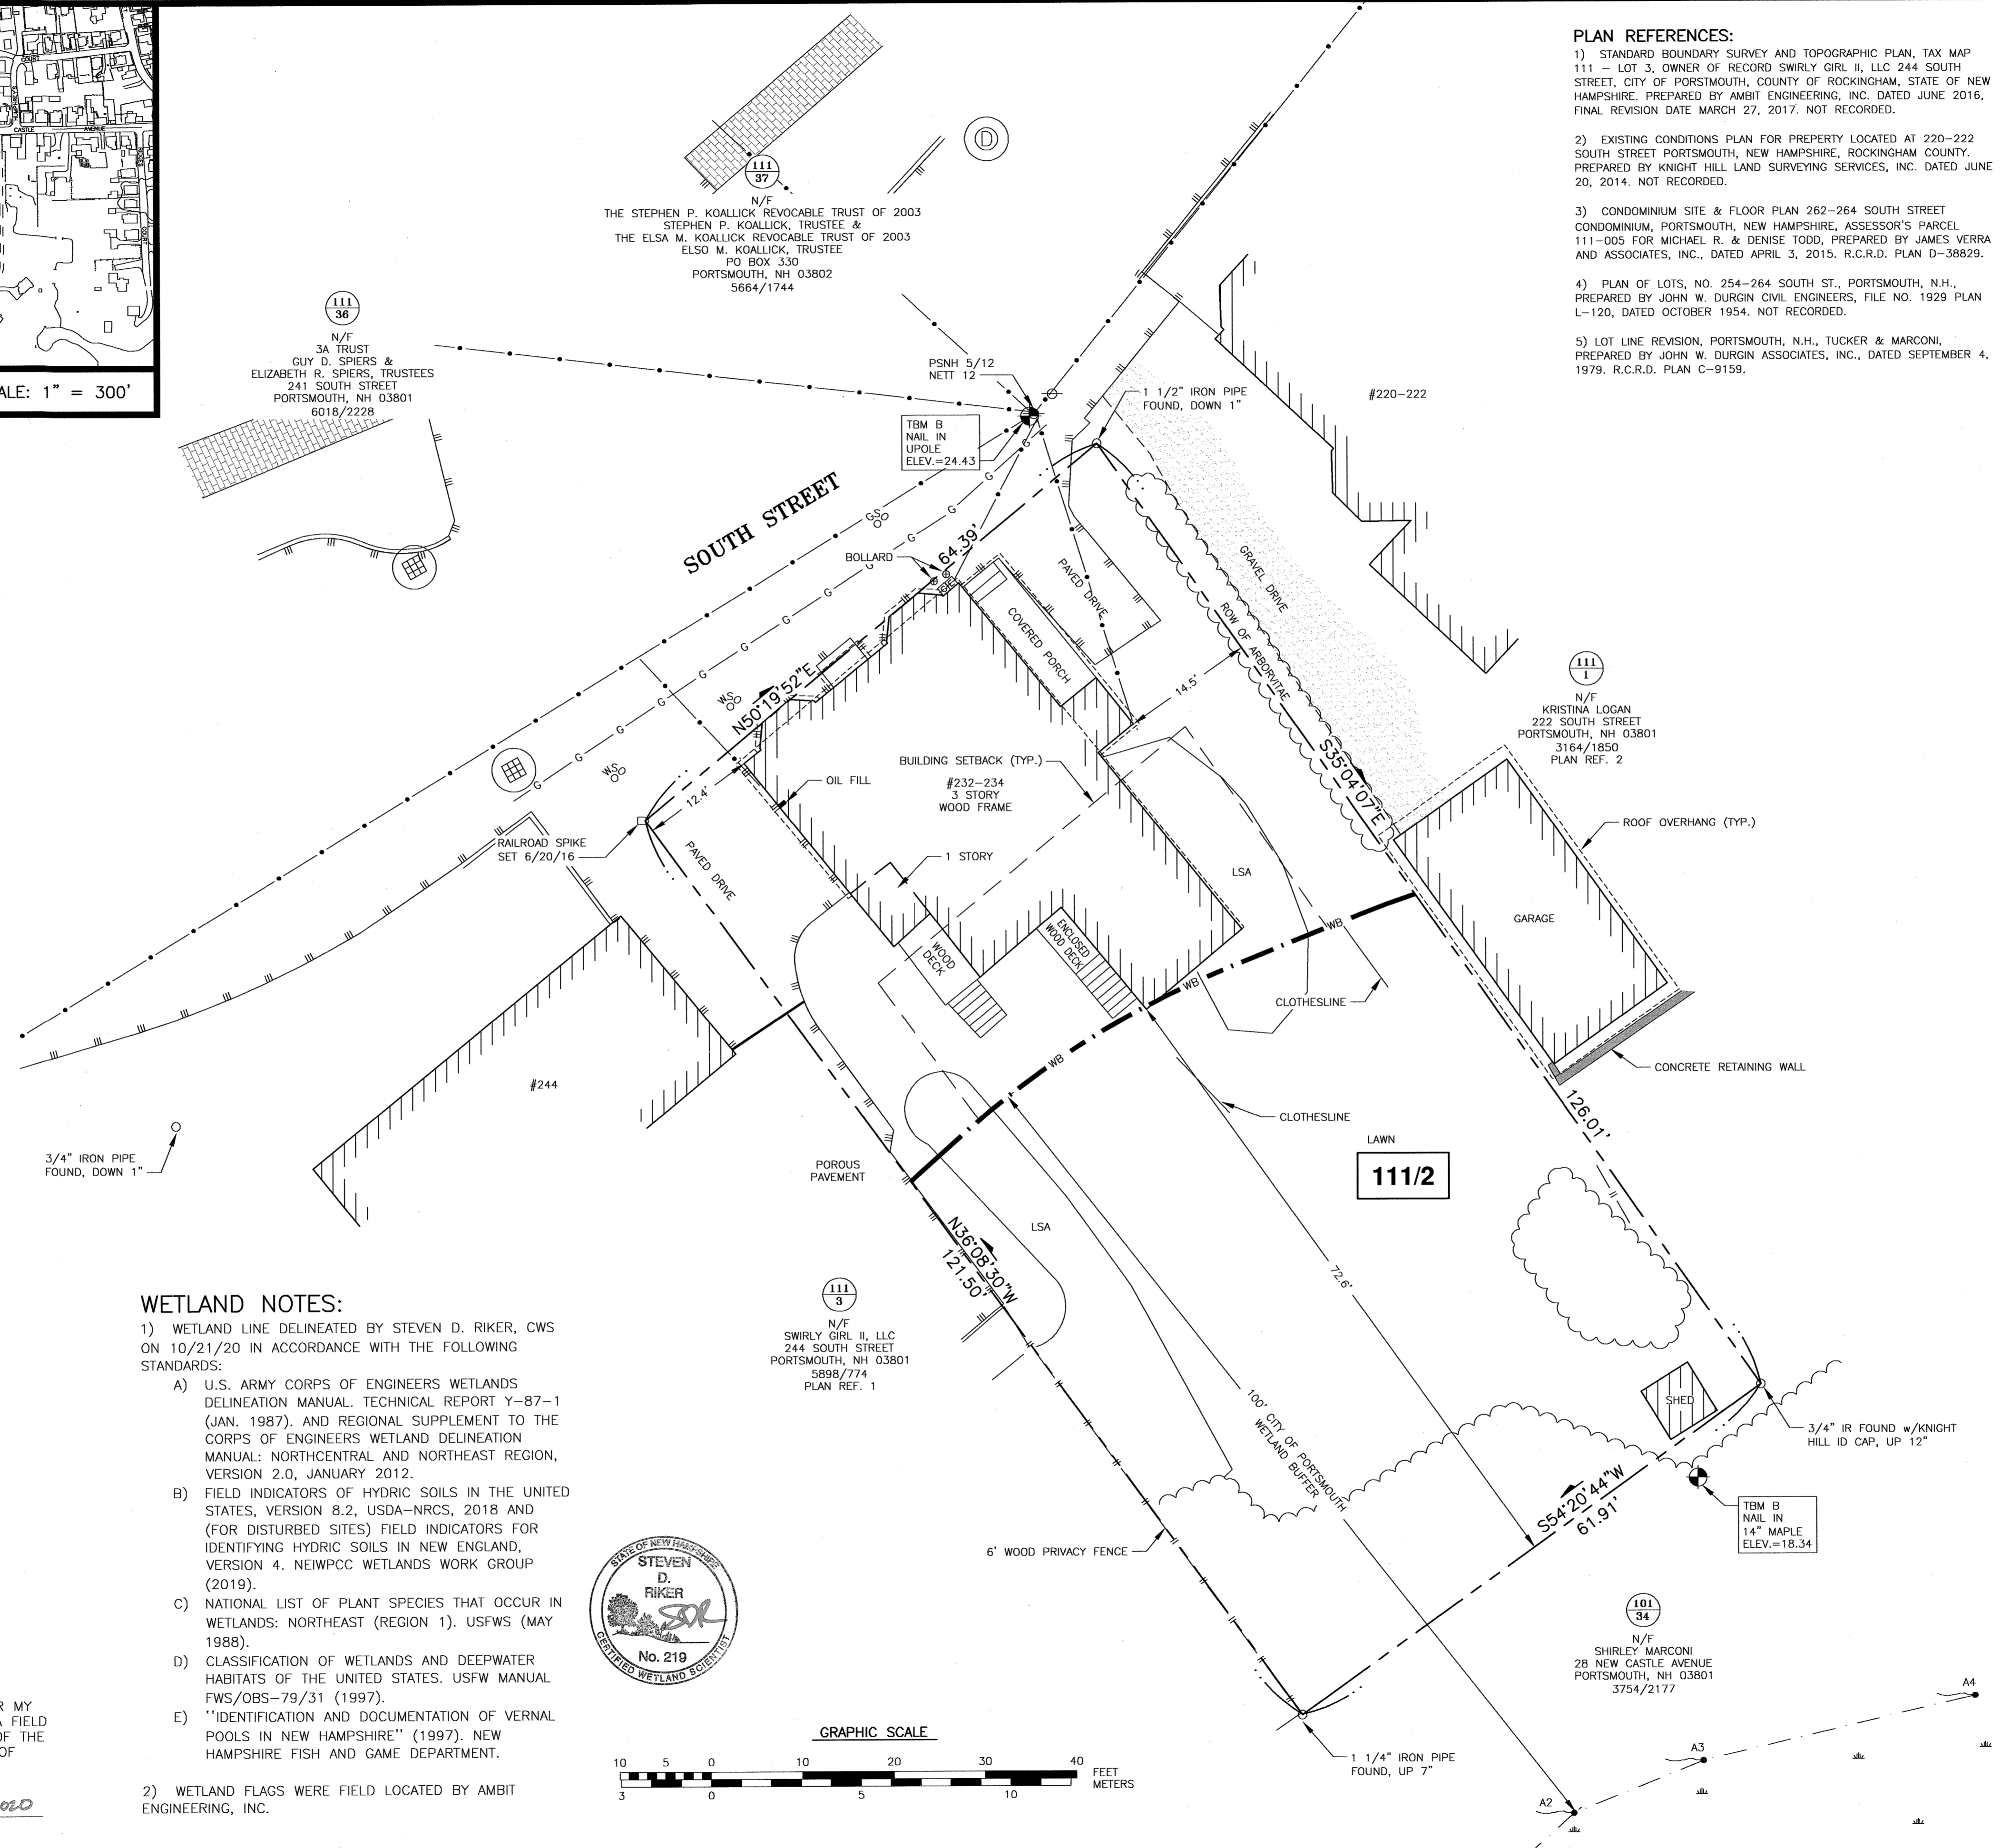 COURT
CASTLE AVENUE
COURT
ALE: 1" = 300'
PLAN REFERENCES:
1) STANDARD BOUNDARY SURVEY AND TOPOGRAPHIC PLAN, TAX MAP
111 - LOT 3, OWNER OF RECORD SWIRLY GIRL II, LLC 244 SOUTH
STREET, CITY OF PORSTMOUTH, COUNTY OF ROCKINGHAM, STATE OF NEW
HAMPSHIRE. PREPARED BY AMBIT ENGINEERING, INC. DATED JUNE 2016,
FINAL REVISION DATE MARCH 27, 2017. NOT RECORDED.
2) EXISTING CONDITIONS PLAN FOR PREPERTY LOCATED AT 220-222
SOUTH STREET PORTSMOUTH, NEW HAMPSHIRE, ROCKINGHAM COUNTY.
PREPARED BY KNIGHT HILL LAND SURVEYING SERVICES, INC. DATED JUNE
20, 2014. NOT RECORDED.
3) CONDOMINIUM SITE & FLOOR PLAN 262-264 SOUTH STREET
CONDOMINIUM, PORTSMOUTH, NEW HAMPSHIRE, ASSESSOR'S PARCEL
111-005 FOR MICHAEL R. & DENISE TODD, PREPARED BY JAMES VERRA
AND ASSOCIATES, INC., DATED APRIL 3, 2015. R.C.R.D. PLAN D-38829.
4) PLAN OF LOTS, NO. 254-264 SOUTH ST., PORTSMOUTH, N.H.,
PREPARED BY JOHN W. DURGIN CIVIL ENGINEERS, FILE NO. 1929 PLAN
L-120, DATED OCTOBER 1954. NOT RECORDED.
5) LOT LINE REVISION, PORTSMOUTH, N.H., TUCKER & MARCONI,
PREPARED BY JOHN W. DURGIN ASSOCIATES, INC., DATED SEPTEMBER 4,
1979. R.C.R.D. PLAN C-9159.
D
111
37
N/F
THE STEPHEN P. KOALLICK REVOCABLE TRUST OF 2003
STEPHEN P. KOALLICK, TRUSTEE &
THE ELSA M. KOALLICK REVOCABLE TRUST OF 2003
ELSO M. KOALLICK, TRUSTEE
PO BOX 330
PORTSMOUTH, NH 03802
5664/1744
111
36
N/F
3A TRUST
GUY D. SPIERS &
ELIZABETH R. SPIERS, TRUSTEES
241 SOUTH STREET
PORTSMOUTH, NH 03801
6018/2228
PSNH 5/12
NETT 12
TBM B
NAIL IN
UPOLE
ELEV.=24.43
1 1/2" IRON PIPE
FOUND, DOWN 1"
#220-222
SOUTH STREET
GSO
G
BOLLARD
64.39'
PAVED DRIVE
GRAVEL DRIVE
ROW OF ARBORVITAE
COVERED PORCH
14.5'
N50°19'52"E
WSO
WSO
12.4'
OIL FILL
BUILDING SETBACK (TYP.)
#232-234
3 STORY
WOOD FRAME
S35°04'07"E
111
1
N/F
KRISTINA LOGAN
222 SOUTH STREET
PORTSMOUTH, NH 03801
3164/1850
PLAN REF. 2
ROOF OVERHANG (TYP.)
RAILROAD SPIKE
SET 6/20/16
PAVED DRIVE
1 STORY
LSA
WOOD
DECK
ENCLOSED
WOOD DECK
WB
WB
WB
GARAGE
CLOTHESLINE
CLOTHESLINE
CONCRETE RETAINING WALL
126.01'
#244
3/4" IRON PIPE
FOUND, DOWN 1"
POROUS
PAVEMENT
LAWN
111/2
LSA
N36°08'30"W
121.50'
72.6'
111
3
N/F
SWIRLY GIRL II, LLC
244 SOUTH STREET
PORTSMOUTH, NH 03801
5898/774
PLAN REF. 1
100' CITY OF PORTSMOUTH
WETLAND BUFFER
SHED
3/4" IR FOUND w/KNIGHT
HILL ID CAP, UP 12"
S54°20'44"W
61.91'
TBM B
NAIL IN
14" MAPLE
ELEV.=18.34
6' WOOD PRIVACY FENCE
101
34
N/F
SHIRLEY MARCONI
28 NEW CASTLE AVENUE
PORTSMOUTH, NH 03801
3754/2177
1 1/4" IRON PIPE
FOUND, UP 7"
A2
A3
A4
WETLAND NOTES:
1) WETLAND LINE DELINEATED BY STEVEN D. RIKER, CWS
ON 10/21/20 IN ACCORDANCE WITH THE FOLLOWING
STANDARDS:
A) U.S. ARMY CORPS OF ENGINEERS WETLANDS
DELINEATION MANUAL. TECHNICAL REPORT Y-87-1
(JAN. 1987). AND REGIONAL SUPPLEMENT TO THE
CORPS OF ENGINEERS WETLAND DELINEATION
MANUAL: NORTHCENTRAL AND NORTHEAST REGION,
VERSION 2.0, JANUARY 2012.
B) FIELD INDICATORS OF HYDRIC SOILS IN THE UNITED
STATES, VERSION 8.2, USDA-NRCS, 2018 AND
(FOR DISTURBED SITES) FIELD INDICATORS FOR
IDENTIFYING HYDRIC SOILS IN NEW ENGLAND,
VERSION 4. NEIWPCC WETLANDS WORK GROUP
(2019).
C) NATIONAL LIST OF PLANT SPECIES THAT OCCUR IN
WETLANDS: NORTHEAST (REGION 1). USFWS (MAY
1988).
D) CLASSIFICATION OF WETLANDS AND DEEPWATER
HABITATS OF THE UNITED STATES. USFW MANUAL
FWS/OBS-79/31 (1997).
E) ''IDENTIFICATION AND DOCUMENTATION OF VERNAL
POOLS IN NEW HAMPSHIRE'' (1997). NEW
HAMPSHIRE FISH AND GAME DEPARTMENT.
2) WETLAND FLAGS WERE FIELD LOCATED BY AMBIT
ENGINEERING, INC.
STATE OF NEW HAMPSHIRE
STEVEN
D.
RIKER
SDR
No. 219
CERTIFIED WETLAND SCIENTIST
GRAPHIC SCALE
10 5 0 10 20 30 40
FEET
METERS
3 0 5 10
R MY
A FIELD
OF THE
OF
020